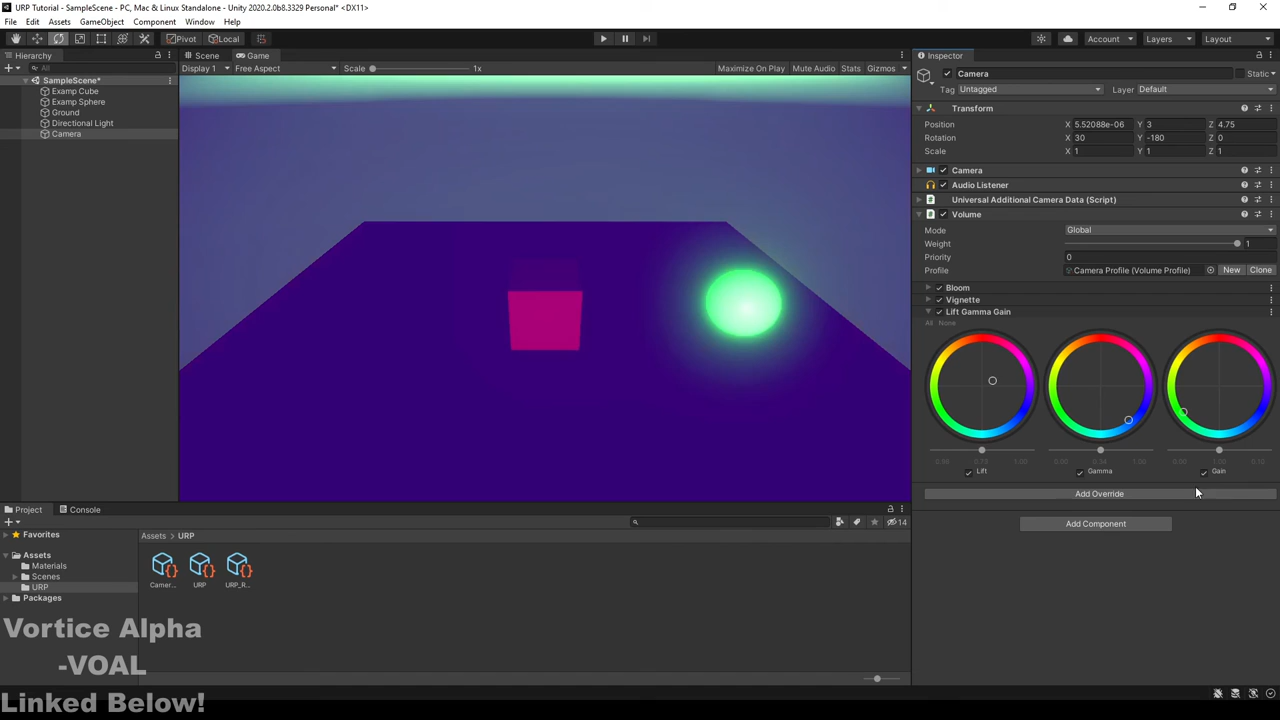 URP Tutorial - SampleScene - PC, Mac & Linux Standalone - Unity 2020.2.0b8.3329 Personal* <DX11>
File Edit Assets GameObject Component Window Help
Pivot Local Account Layers Layout
Hierarchy
All
SampleScene*
Examp Cube
Examp Sphere
Ground
Directional Light
Camera
Scene Game
Display 1 Free Aspect Scale 1x Maximize On Play Mute Audio Stats Gizmos
Inspector
Camera Static
Tag Untagged Layer Default
Transform
Position X 5.52088e-06 Y 3 Z 4.75
Rotation X 30 Y -180 Z 0
Scale X 1 Y 1 Z 1
Camera
Audio Listener
Universal Additional Camera Data (Script)
Volume
Mode Global
Weight 1
Priority 0
Profile Camera Profile (Volume Profile) New Clone
Bloom
Vignette
Lift Gamma Gain
All None
Lift Gamma Gain
Add Override
Add Component
Project Console
14
Favorites
Assets
Materials
Scenes
URP
Packages
Assets > URP
Camer... URP URP_R...
Vortice Alpha
-VOAL
Linked Below!